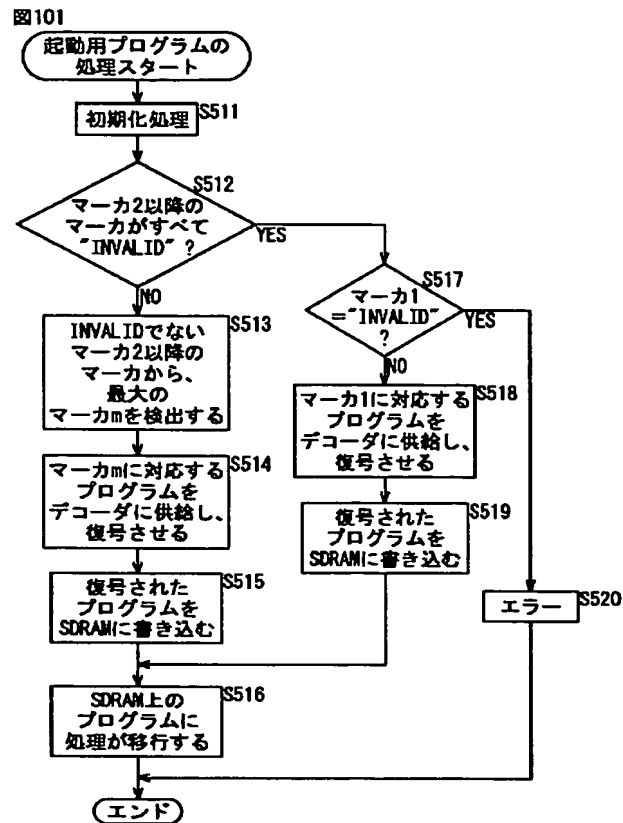 図101
起動用プログラムの
処理スタート
初期化処理
S511
マーカ2以降の
マーカがすべて
"INVALID" ?
S512
YES
NO
INVALIDでない
マーカ2以降の
マーカから、
最大の
マーカmを検出する
S513
マーカmに対応する
プログラムを
デコーダに供給し、
復号させる
S514
復号された
プログラムを
SDRAMに書き込む
S515
SDRAM上の
プログラムに
処理が移行する
S516
マーカ1
="INVALID"
?
S517
YES
NO
マーカ1に対応する
プログラムを
デコーダに供給し、
復号させる
S518
復号された
プログラムを
SDRAMに書き込む
S519
エラー
S520
エンド